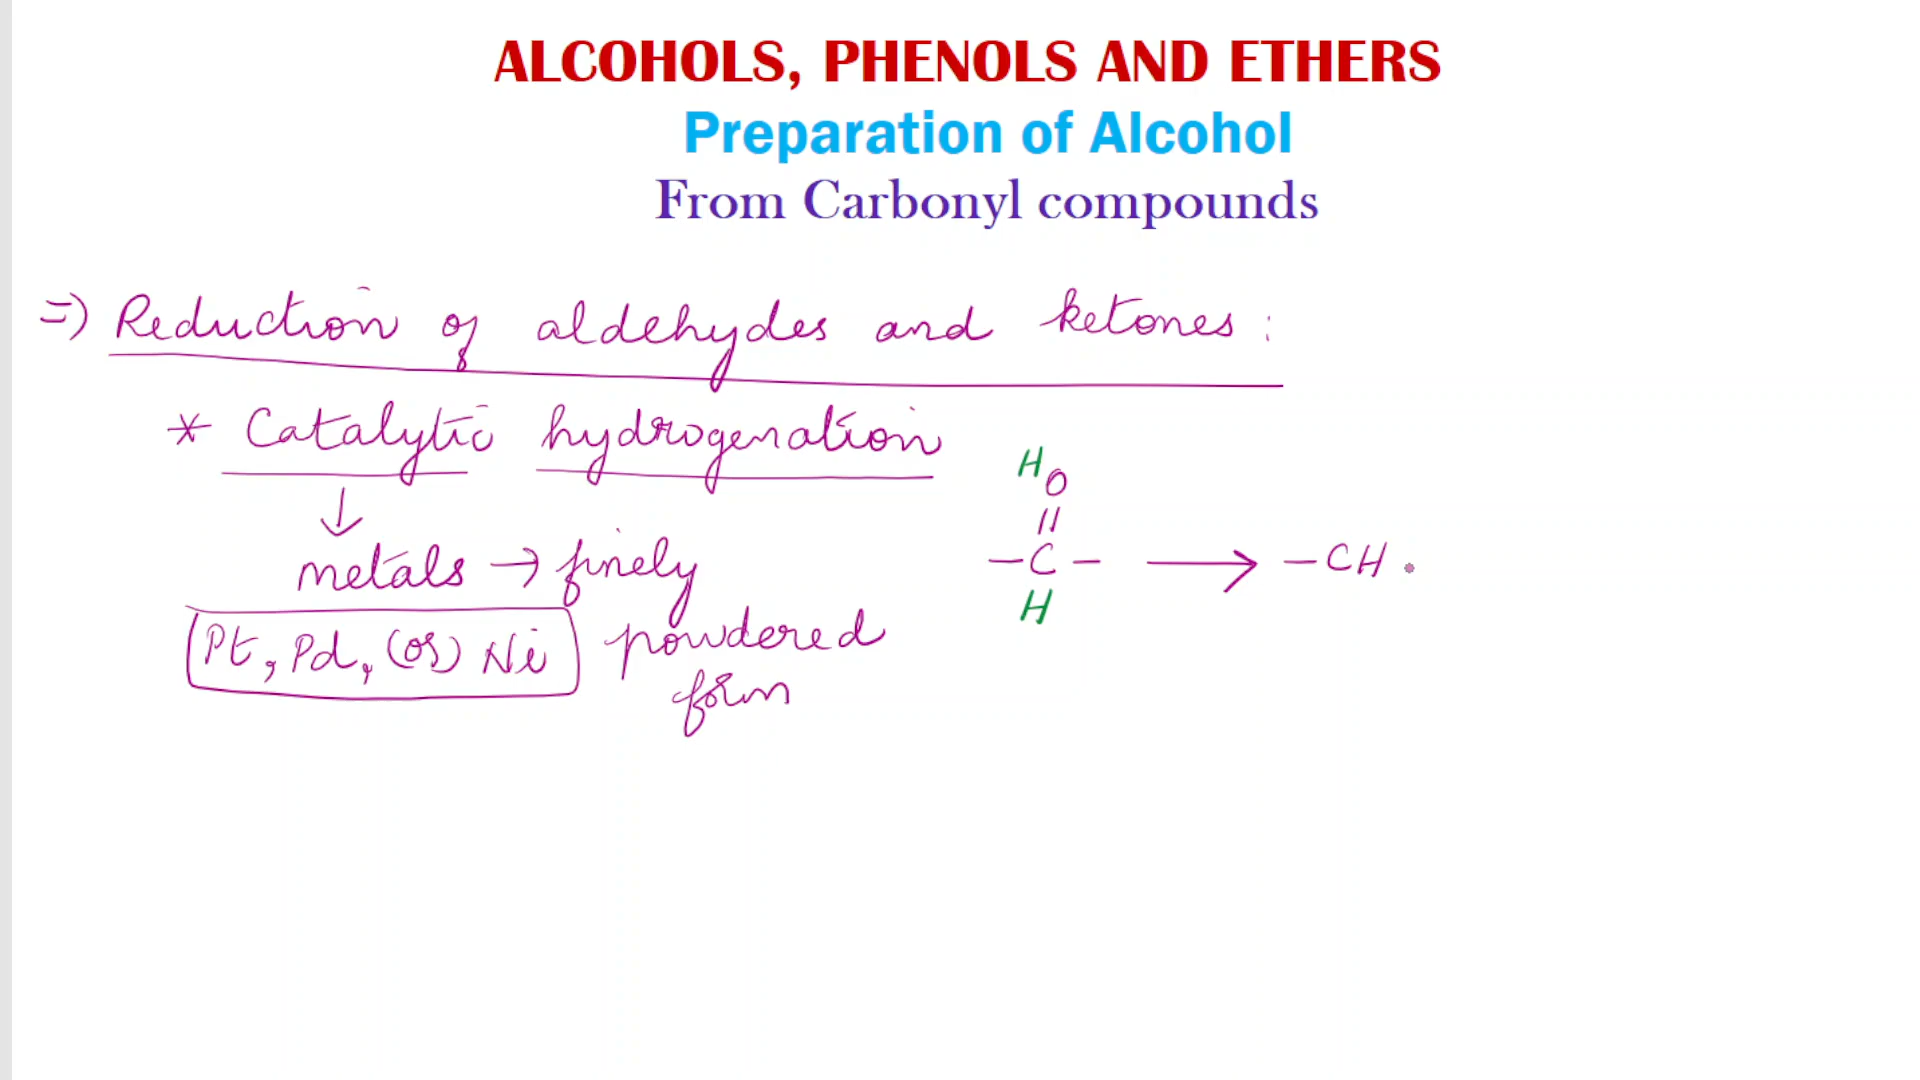 ALCOHOLS, PHENOLS AND ETHERS
Preparation of Alcohol
From Carbonyl compounds
=) Reduction of aldehydes and ketones :
* Catalytic hydrogenation
↓
metals → finely
powdered
form
Pt, Pd, (or) Ni
H O
||
-C- ⟶ -CH
H